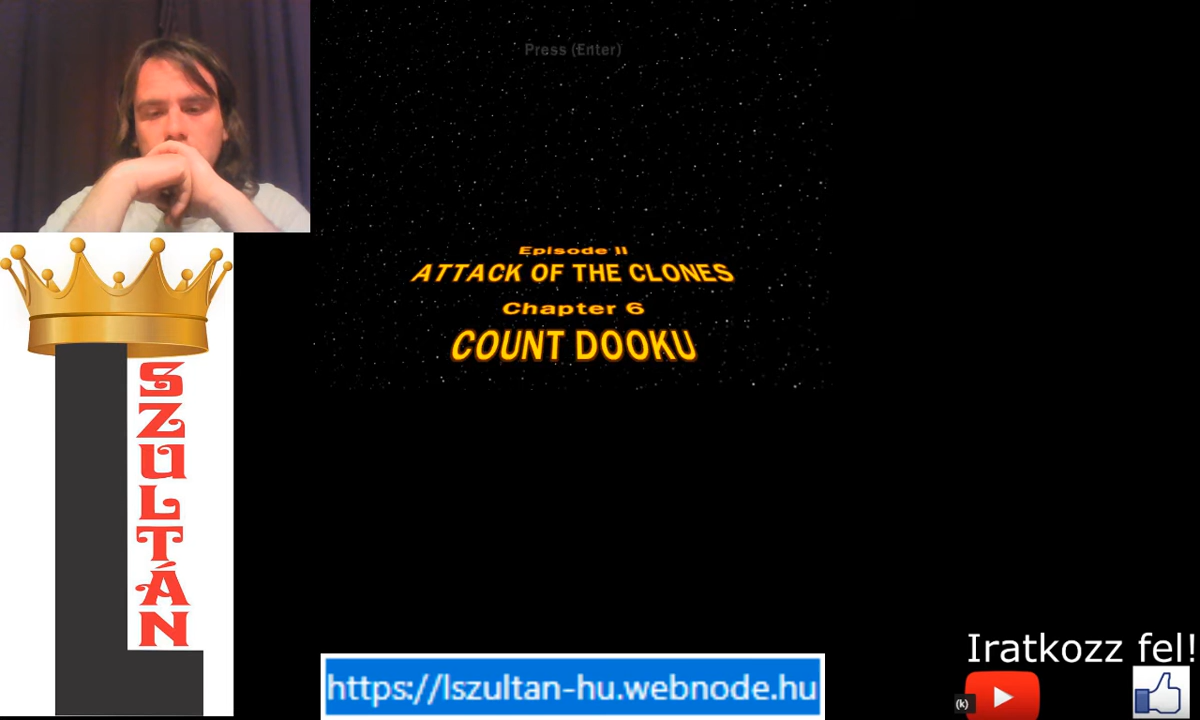 Press (Enter)
Episode II
ATTACK OF THE CLONES
Chapter 6
COUNT DOOKU
L
SZULTÁN
https://lszultan-hu.webnode.hu
Iratkozz fel!
(k)